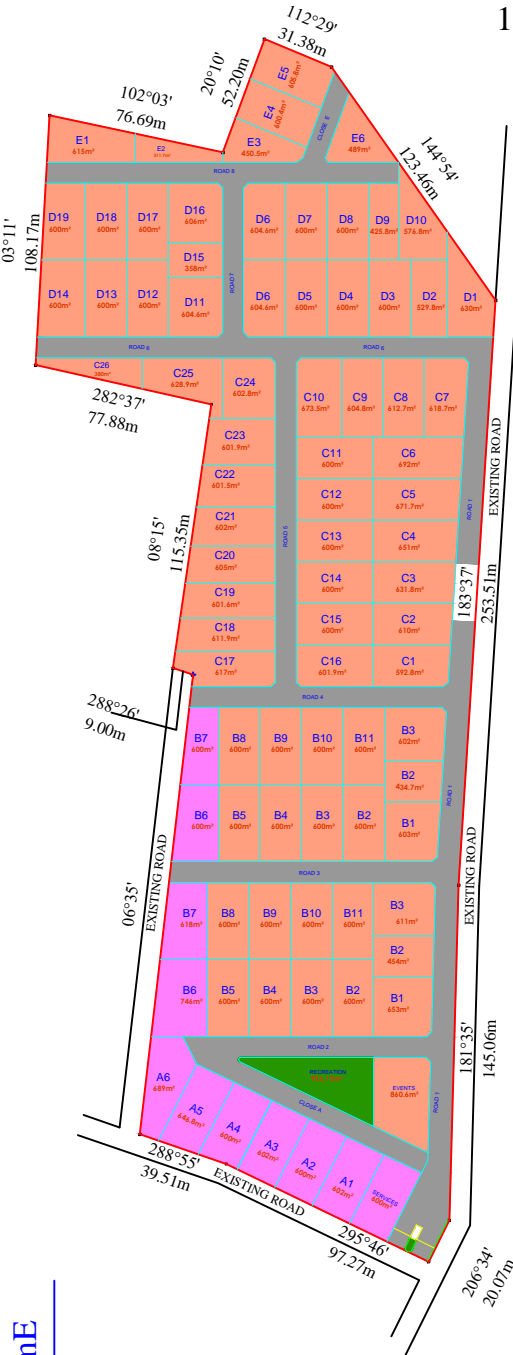 1
112°29'
31.38m
20°10'
52.20m
102°03'
76.69m
144°54'
123.46m
03°11'
108.17m
E5
605.8m²
E4
600.4m²
E3
450.5m²
CLOSE E
E6
489m²
E1
615m²
E2
ROAD 8
D19
600m²
D18
600m²
D17
600m²
D16
606m²
D15
358m²
D14
600m²
D13
600m²
D12
600m²
D11
604.6m²
ROAD 7
D6
604.6m²
D7
600m²
D8
600m²
D9
425.8m²
D10
576.8m²
D6
604.6m²
D5
600m²
D4
600m²
D3
600m²
D2
529.8m²
D1
630m²
ROAD 6
ROAD 6
C26
380m²
C25
628.9m²
C24
602.8m²
282°37'
77.88m
C23
601.9m²
C22
601.5m²
C21
602m²
C20
605m²
C19
601.6m²
C18
611.9m²
C17
617m²
08°15'
115.35m
ROAD 5
C10
673.5m²
C9
604.8m²
C8
612.7m²
C7
618.7m²
C11
600m²
C6
692m²
C12
600m²
C5
671.7m²
C13
600m²
C4
651m²
C14
600m²
C3
631.8m²
C15
600m²
C2
610m²
C16
601.9m²
C1
592.8m²
ROAD 1
EXISTING ROAD
183°37'
253.51m
288°26'
9.00m
ROAD 4
B7
600m²
B8
600m²
B9
600m²
B10
600m²
B11
600m²
B3
602m²
B2
434.7m²
B6
600m²
B5
600m²
B4
600m²
B3
600m²
B2
600m²
B1
603m²
ROAD 1
ROAD 3
06°35'
EXISTING ROAD
EXISTING ROAD
B7
618m²
B8
600m²
B9
600m²
B10
600m²
B11
600m²
B3
611m²
B2
454m²
B6
746m²
B5
600m²
B4
600m²
B3
600m²
B2
600m²
B1
653m²
ROAD 2
181°35'
145.06m
RECREATION
EVENTS
860.6m²
ROAD 1
CLOSE A
A6
689m²
A5
646.8m²
A4
600m²
A3
602m²
A2
600m²
A1
602m²
SERVICES
600m²
288°55'
39.51m
EXISTING ROAD
295°46'
97.27m
206°34'
20.07m
mE